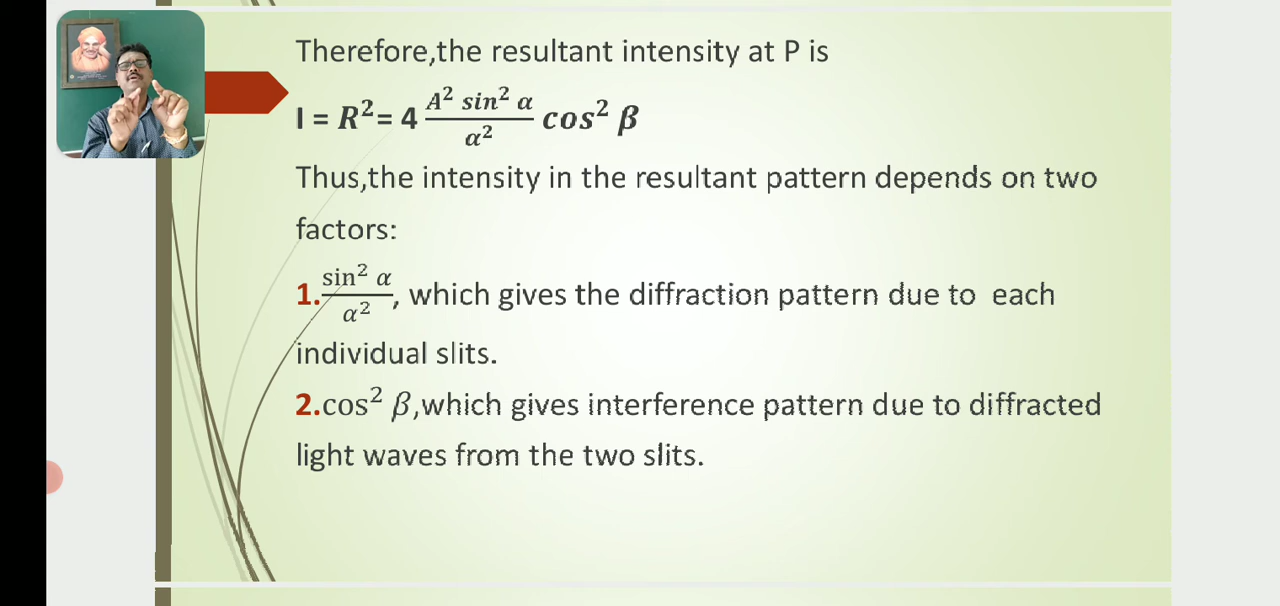 Therefore,the resultant intensity at P is
I = R²= 4 A² sin² α / α² cos² β
Thus,the intensity in the resultant pattern depends on two
factors:
1. sin² α / α² , which gives the diffraction pattern due to each
individual slits.
2.cos² β,which gives interference pattern due to diffracted
light waves from the two slits.